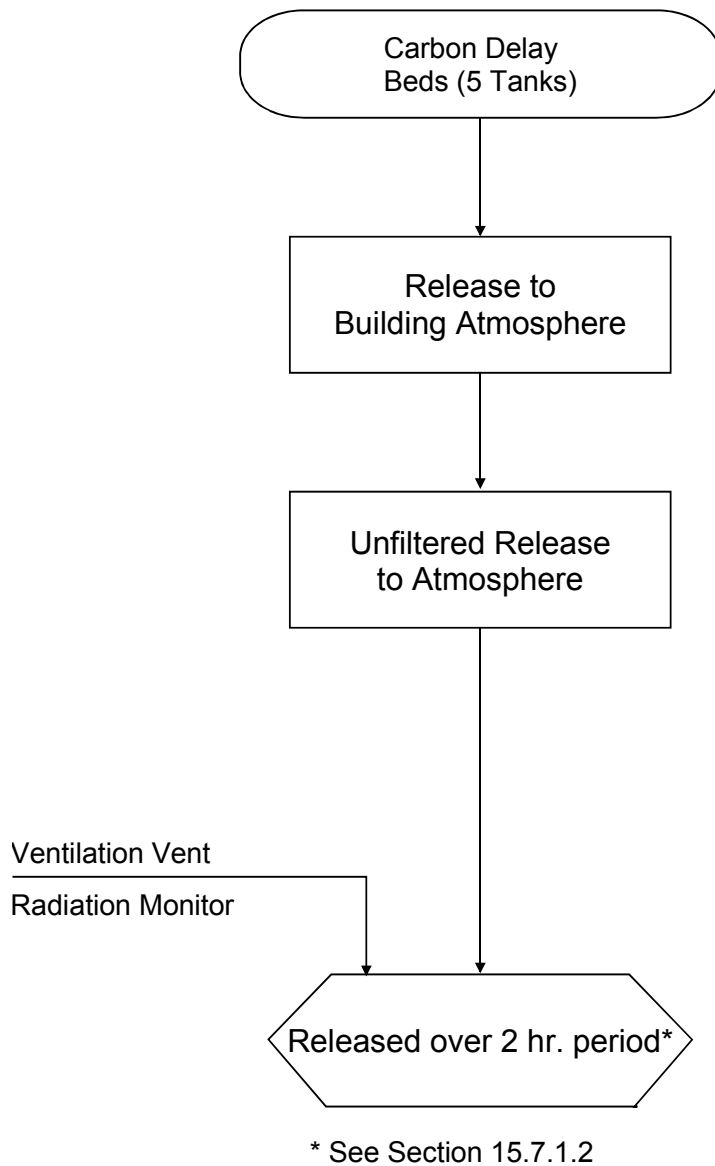 Carbon Delay
Beds (5 Tanks)
Release to
Building Atmosphere
Unfiltered Release
to Atmosphere
Ventilation Vent
Radiation Monitor
Released over 2 hr. period*
* See Section 15.7.1.2